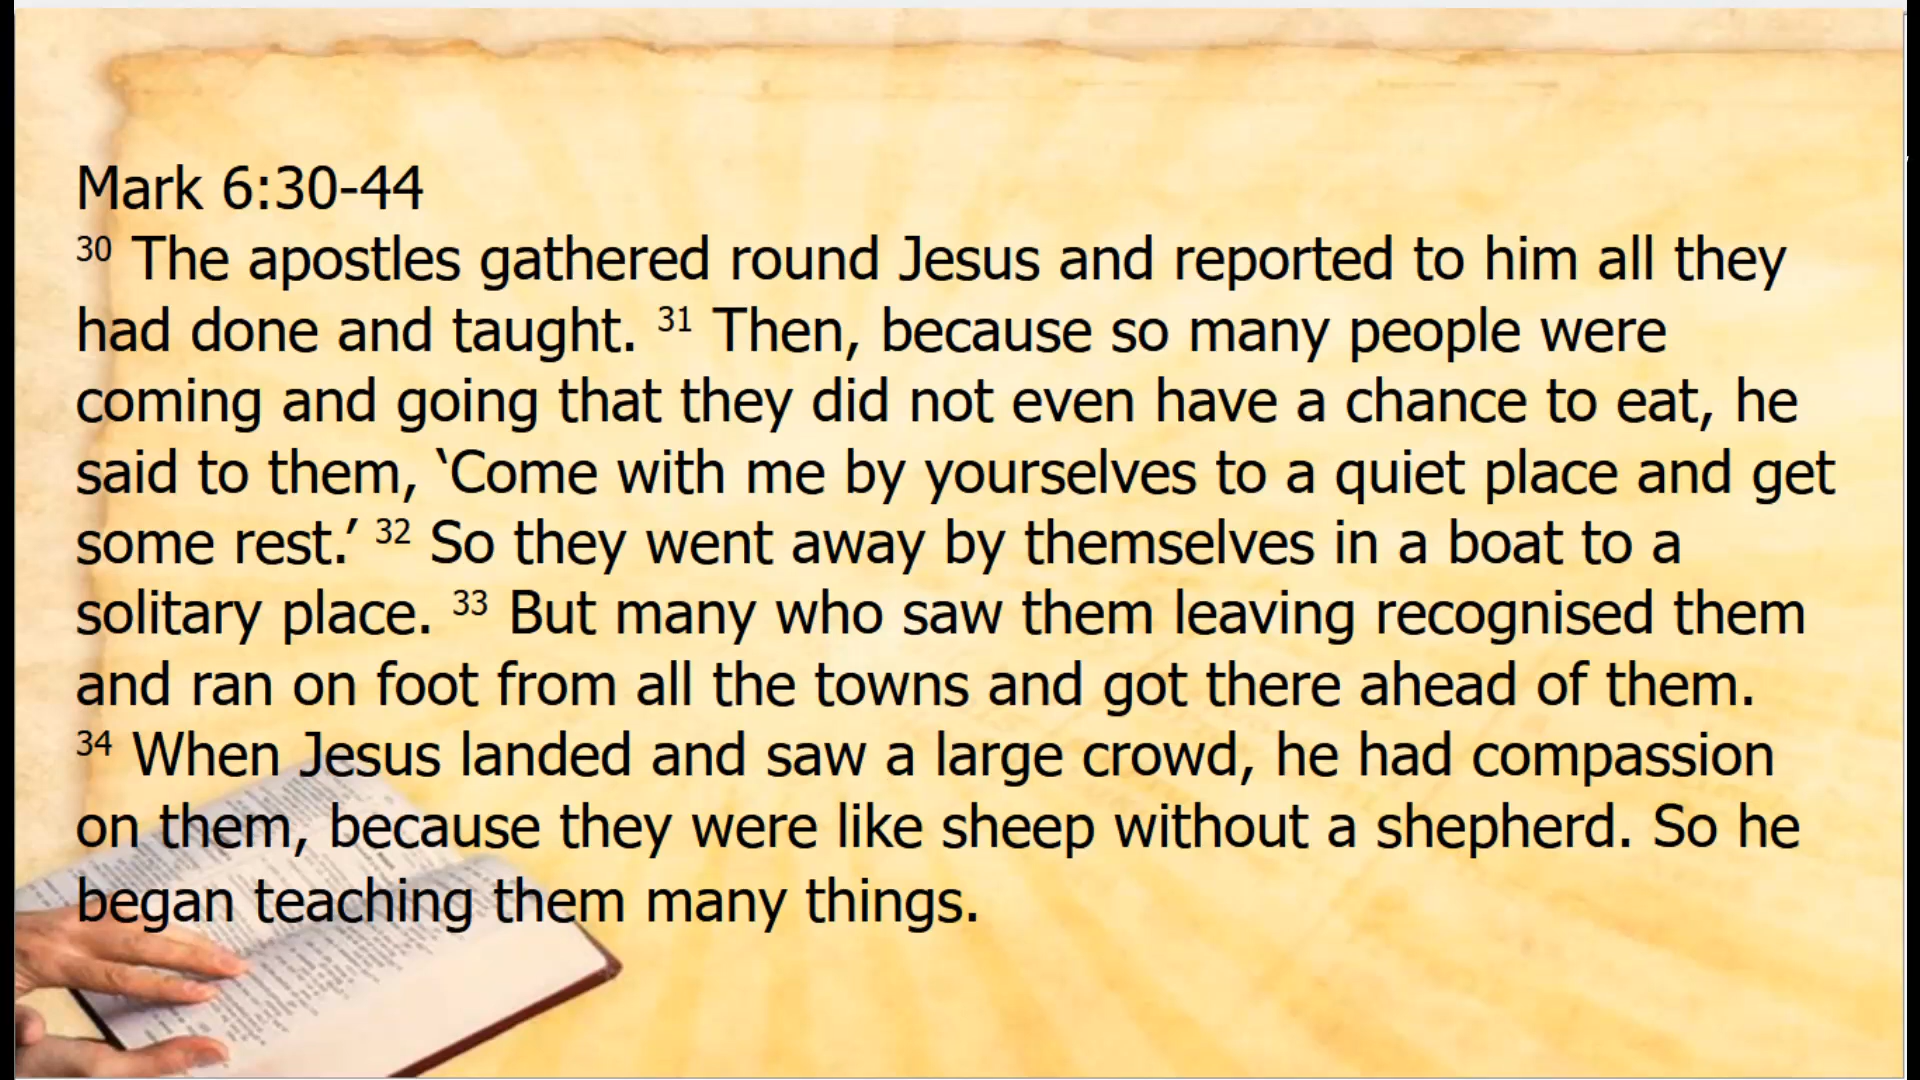 Mark 6:30-44
30 The apostles gathered round Jesus and reported to him all they
had done and taught. 31 Then, because so many people were
coming and going that they did not even have a chance to eat, he
said to them, ‘Come with me by yourselves to a quiet place and get
some rest.’ 32 So they went away by themselves in a boat to a
solitary place. 33 But many who saw them leaving recognised them
and ran on foot from all the towns and got there ahead of them.
34 When Jesus landed and saw a large crowd, he had compassion
on them, because they were like sheep without a shepherd. So he
began teaching them many things.